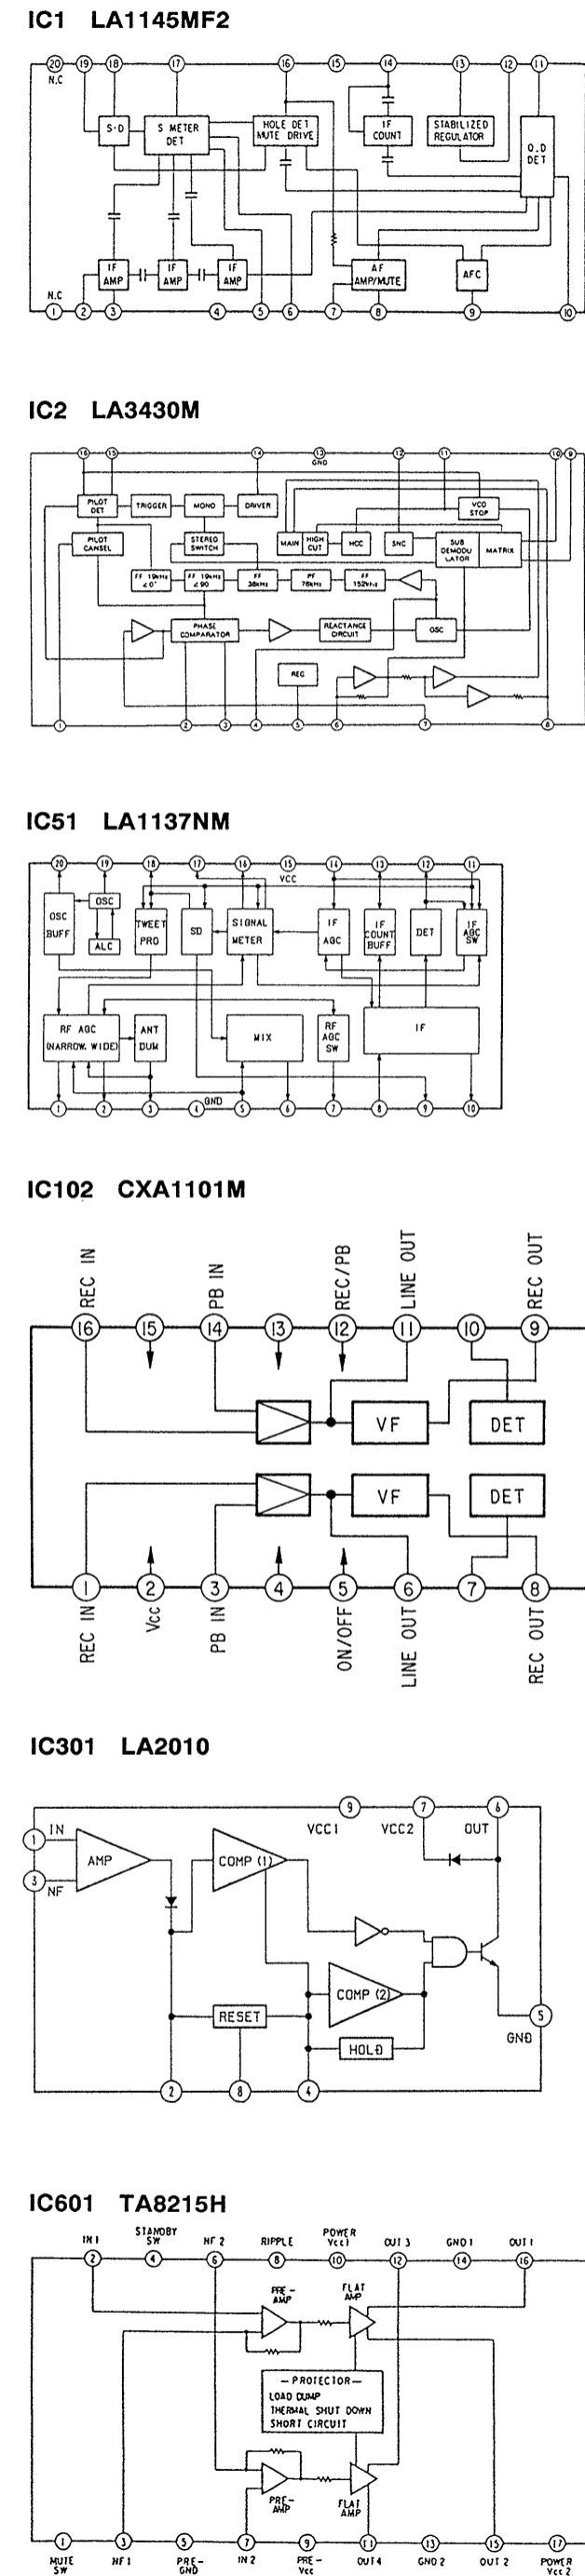 IC1 LA1145MF2
20 19 18 17 16 15 14 13 12 11
N.C
S·D
S METER
DET
HOLE DET
MUTE DRIVE
IF
COUNT
STABILIZED
REGULATOR
Q.D
DET
IF
AMP
IF
AMP
IF
AMP
AF
AMP/MUTE
AFC
N.C
1 2 3 4 5 6 7 8 9 10
IC2 LA3430M
16 15 14 13 12 11 10 9
GND
PILOT
DET
TRIGGER
MONO
DRIVER
VCO
STOP
PILOT
CANSEL
STEREO
SWITCH
MAIN
HIGH
CUT
HCC
SNC
SUB
DEMODU
LATOR
MATRIX
FF 19kHz
∠0°
FF 19kHz
∠90
FF
38kHz
FF
76kHz
FF
152kHz
PHASE
COMPARATOR
REACTANCE
CIRCUIT
OSC
REG
1 2 3 4 5 6 7 8
IC51 LA1137NM
20 19 18 17 16 15 14 13 12 11
VCC
OSC
BUFF
OSC
ALC
TWEET
PRO
SD
SIGNAL
METER
IF
AGC
IF
COUNT
BUFF
DET
IF
AGC
SW
RF AGC
(NARROW, WIDE)
ANT
DUM
MIX
RF
AGC
SW
IF
GND
1 2 3 4 5 6 7 8 9 10
IC102 CXA1101M
REC IN
PB IN
REC/PB
LINE OUT
REC OUT
16 15 14 13 12 11 10 9
VF
DET
VF
DET
1 2 3 4 5 6 7 8
REC IN
Vcc
PB IN
ON/OFF
LINE OUT
REC OUT
IC301 LA2010
9 7 6
VCC1 VCC2 OUT
1 IN
3 NF
AMP
COMP (1)
COMP (2)
RESET
HOLD
5
GND
2 8 4
IC601 TA8215H
IN 1
STANDBY
SW
NF 2
RIPPLE
POWER
Vcc1
OUT 3
GND 1
OUT 1
2 4 6 8 10 12 14 16
PRE-
AMP
FLAT
AMP
—PROTECTOR—
LOAD DUMP
THERMAL SHUT DOWN
SHORT CIRCUIT
PRE-
AMP
FLAT
AMP
1 3 5 7 9 11 13 15 17
MUTE
SW
NF 1
PRE-
GND
IN 2
PRE-
Vcc
OUT 4
GND 2
OUT 2
POWER
Vcc 2